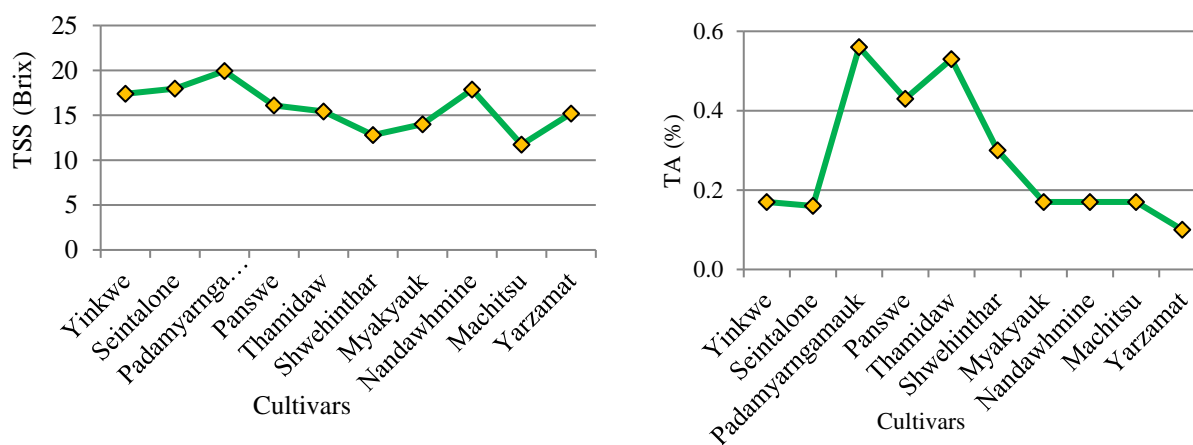 TSS (Brix)
25
20
15
10
5
0
Yinkwe
Seintalone
Padamyarnga…
Panswe
Thamidaw
Shwehinthar
Myakyauk
Nandawhmine
Machitsu
Yarzamat
Cultivars
TA (%)
0.6
0.4
0.2
0.0
Yinkwe
Seintalone
Padamyarngamauk
Panswe
Thamidaw
Shwehinthar
Myakyauk
Nandawhmine
Machitsu
Yarzamat
Cultivars